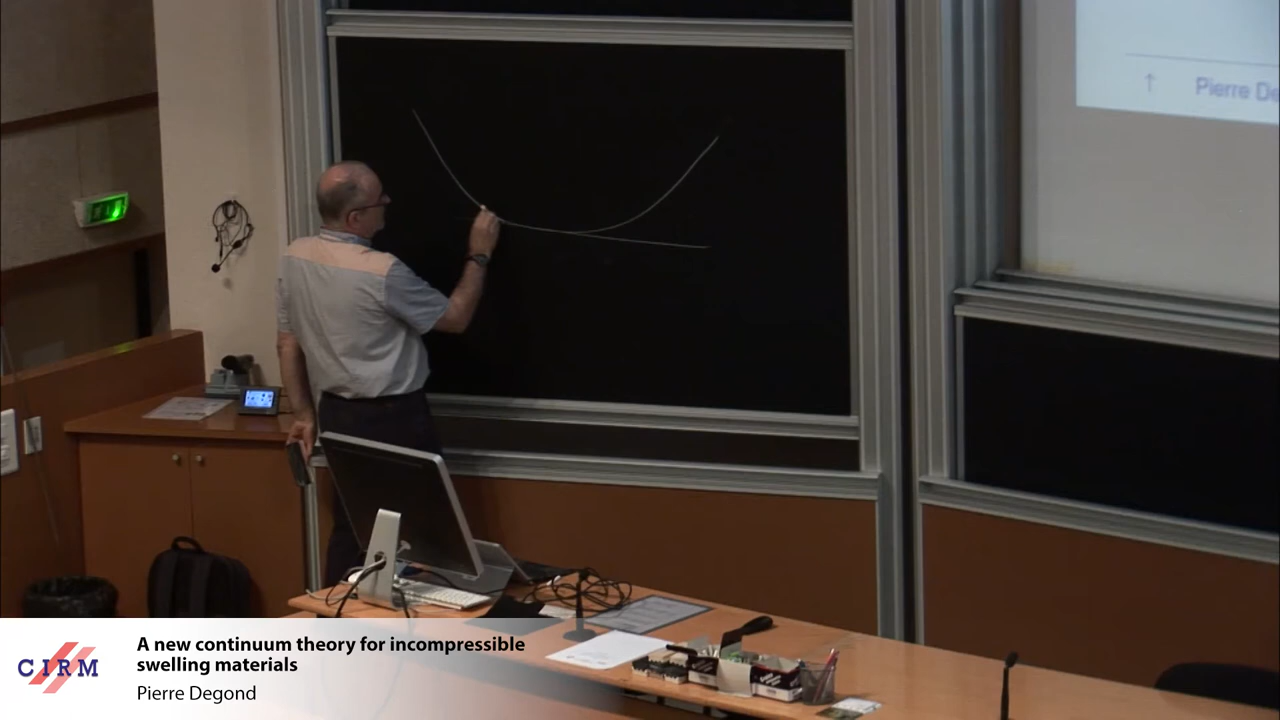 ↑ Pierre De
CIRM
A new continuum theory for incompressible
swelling materials
Pierre Degond